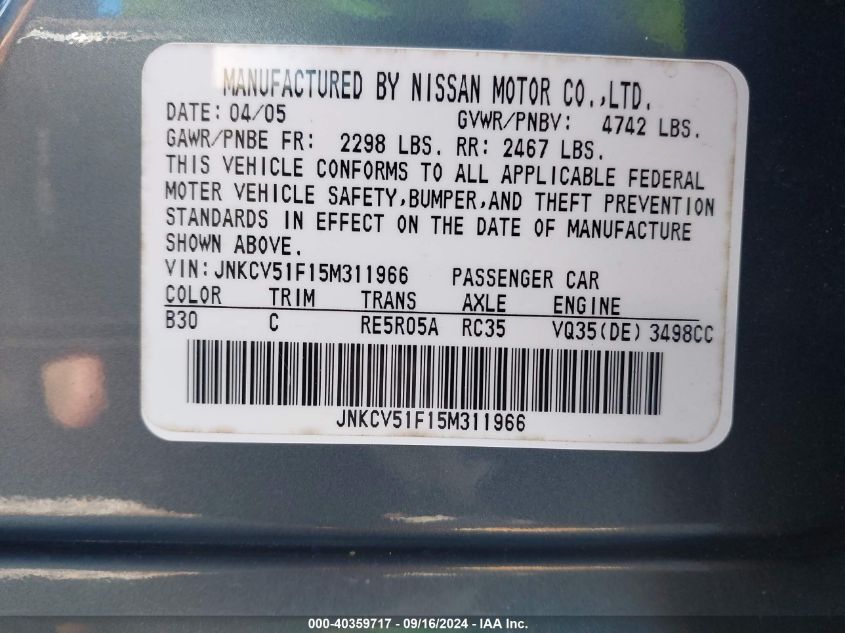 MANUFACTURED BY NISSAN MOTOR CO.,LTD.
DATE: 04/05 GVWR/PNBV: 4742 LBS.
GAWR/PNBE FR: 2298 LBS. RR: 2467 LBS.
THIS VEHICLE CONFORMS TO ALL APPLICABLE FEDERAL
MOTER VEHICLE SAFETY,BUMPER,AND THEFT PREVENTION
STANDARDS IN EFFECT ON THE DATE OF MANUFACTURE
SHOWN ABOVE.
VIN: JNKCV51F15M311966 PASSENGER CAR
COLOR TRIM TRANS AXLE ENGINE
B30 C RE5R05A RC35 VQ35(DE) 3498CC
JNKCV51F15M311966
000-40359717 - 09/16/2024 - IAA Inc.